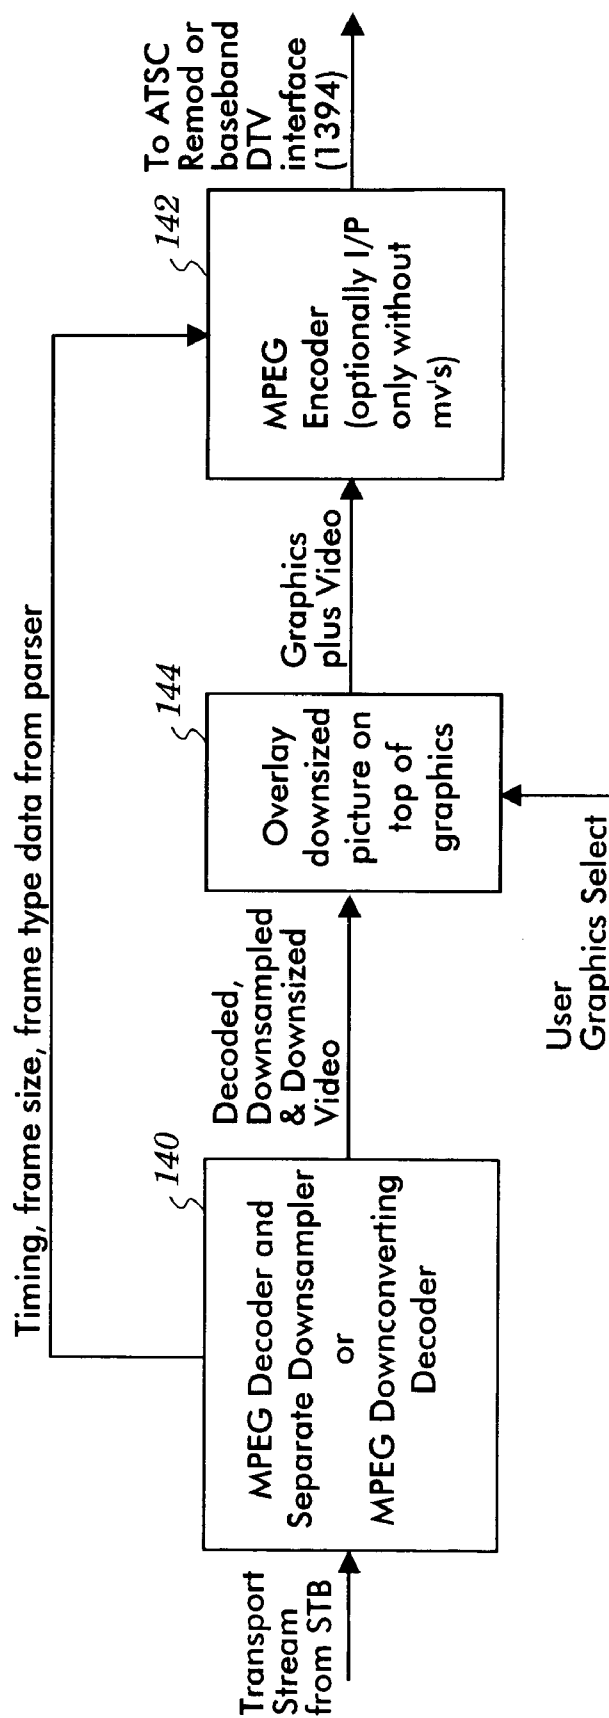 Timing, frame size, frame type data from parser
Transport
Stream
from STB
140
MPEG Decoder and
Separate Downsampler
or
MPEG Downconverting
Decoder
Decoded,
Downsampled
& Downsized
Video
144
Overlay
downsized
picture on
top of
graphics
User
Graphics Select
Graphics
plus Video
142
MPEG
Encoder
(optionally I/P
only without
mv's)
To ATSC
Remod or
baseband
DTV
interface
(1394)